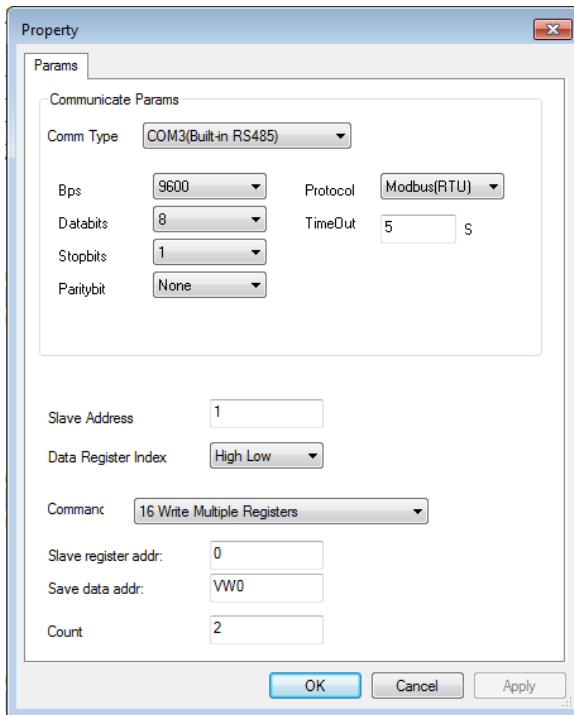 Property
Params
Communicate Params
Comm Type COM3(Built-in RS485)
Bps 9600 Protocol Modbus(RTU)
Databits 8 TimeOut 5 S
Stopbits 1
Paritybit None
Slave Address 1
Data Register Index High Low
Commanc 16 Write Multiple Registers
Slave register addr: 0
Save data addr: VW0
Count 2
OK Cancel Apply